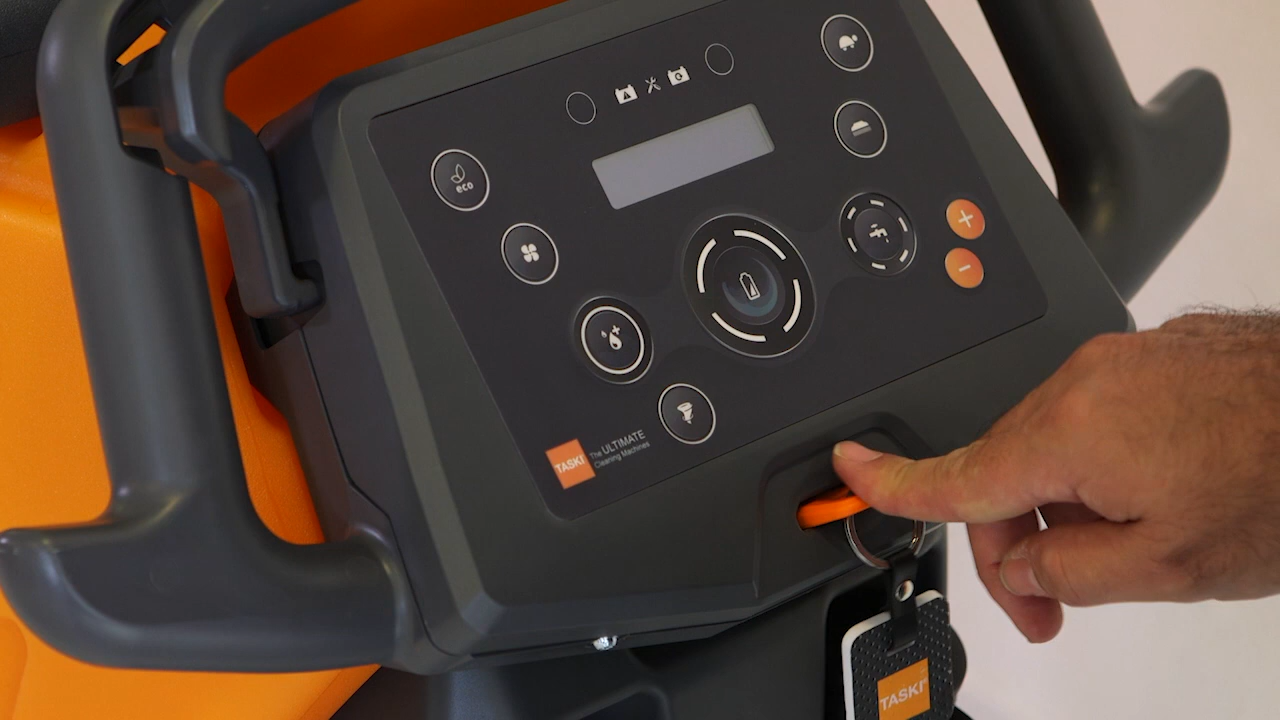 eco
+
-
TASKI
The ULTIMATE
Cleaning Machines
TASKI